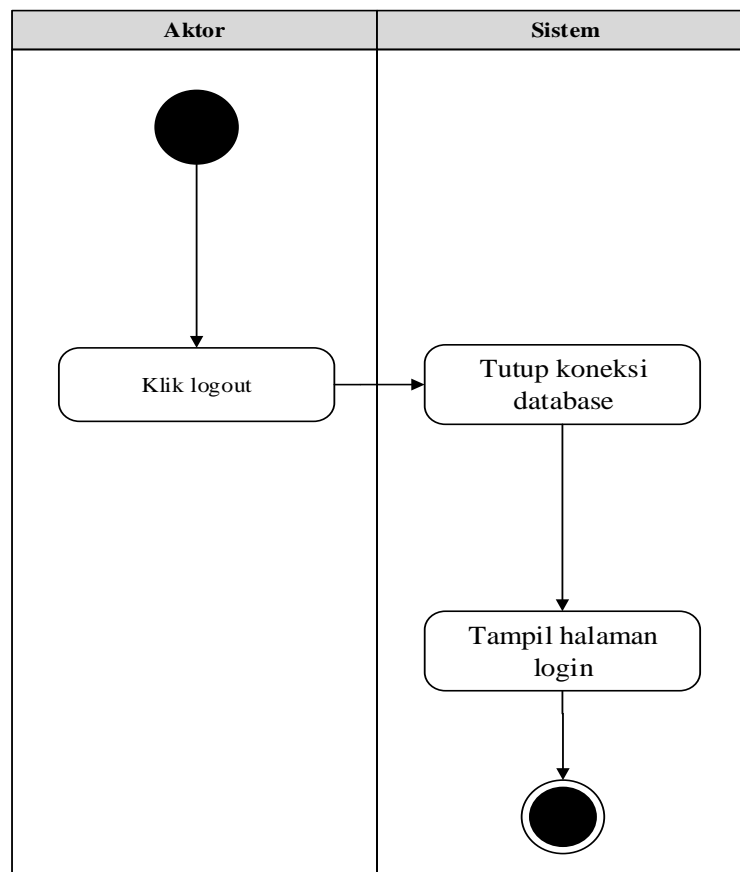 Aktor
Sistem
Klik logout
Tutup koneksi
database
Tampil halaman
login